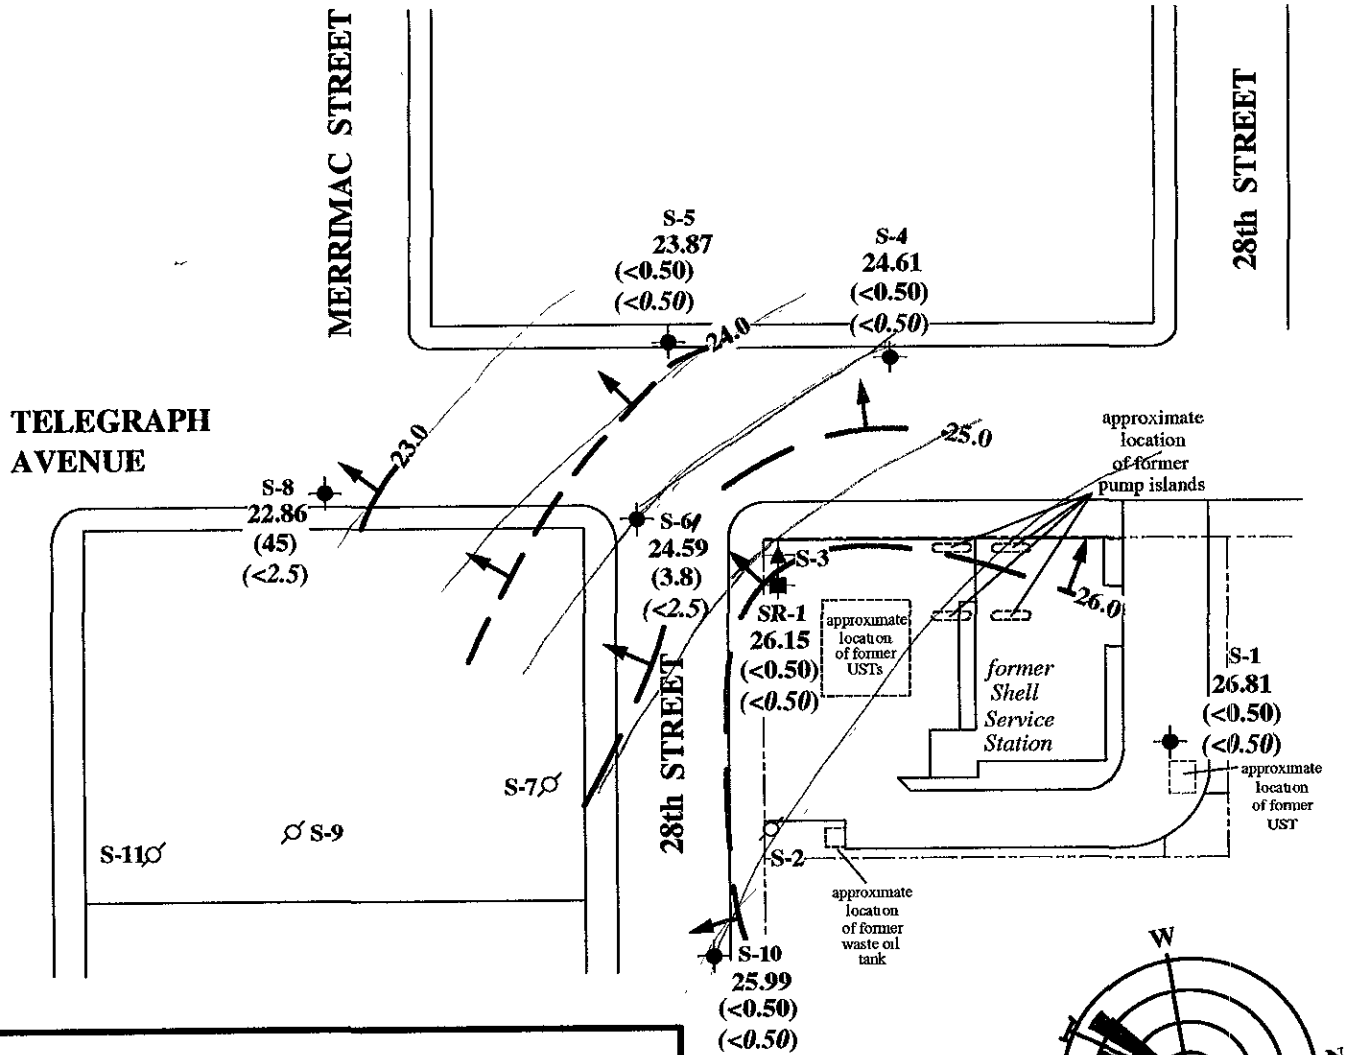 MERRIMAC STREET
28th STREET
S-5
23.87
(<0.50)
(<0.50)
S-4
24.61
(<0.50)
(<0.50)
24.0
TELEGRAPH
AVENUE
23.0
25.0
approximate
location
of former
pump islands
S-8
22.86
(45)
(<2.5)
S-6
24.59
(3.8)
(<2.5)
S-3
SR-1
26.15
(<0.50)
(<0.50)
approximate
location
of former
USTs
26.0
former
Shell
Service
Station
S-1
26.81
(<0.50)
(<0.50)
approximate
location
of former
UST
28th STREET
S-7
S-9
S-11
S-2
approximate
location
of former
waste oil
tank
S-10
25.99
(<0.50)
(<0.50)
W